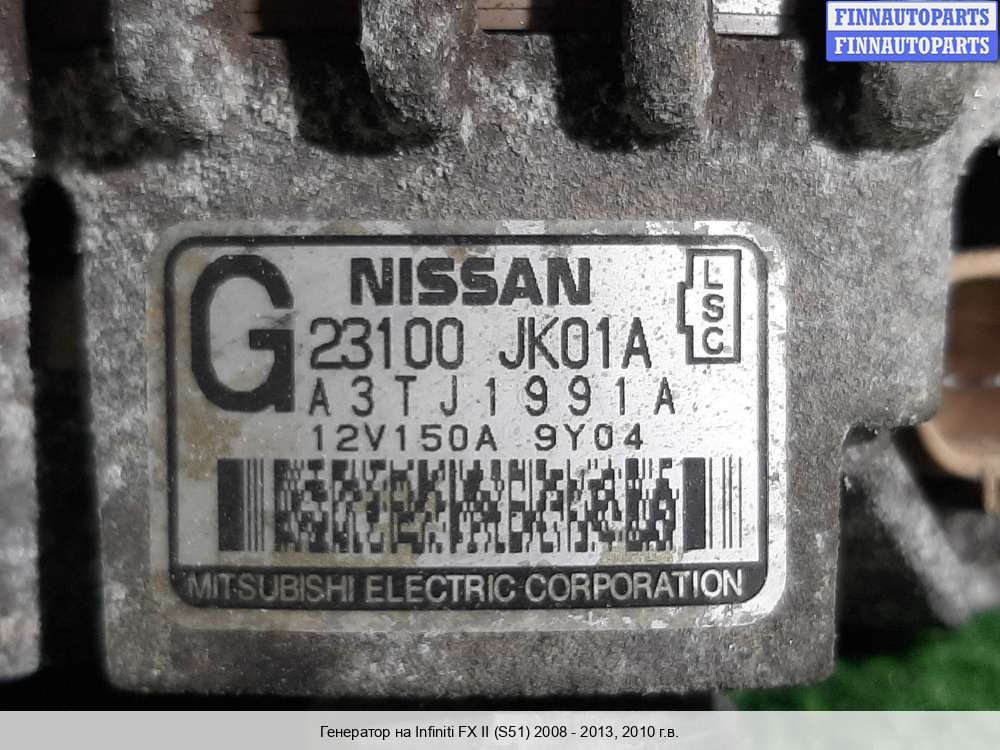 FINNAUTOPARTS
FINNAUTOPARTS
G NISSAN
23100 JK01A
LSC
A3TJ1991A
12V150A 9Y04
MITSUBISHI ELECTRIC CORPORATION
Генератор на Infiniti FX II (S51) 2008 - 2013, 2010 г.в.